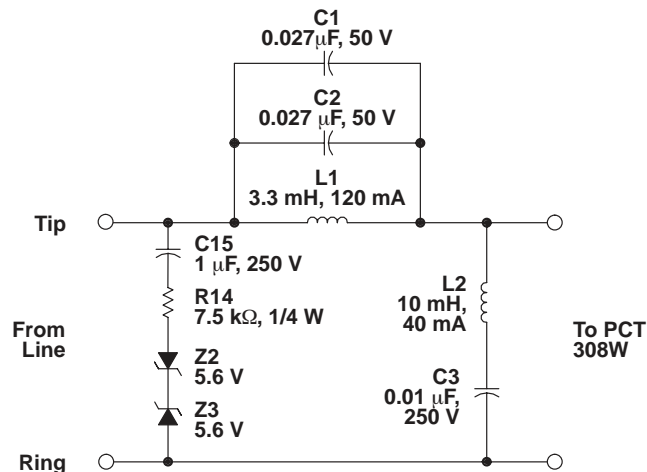 C1
0.027μF, 50 V
C2
0.027 μF, 50 V
L1
3.3 mH, 120 mA
Tip
C15
1 μF, 250 V
R14
7.5 kΩ, 1/4 W
L2
10 mH,
40 mA
From
Line
To PCT
308W
Z2
5.6 V
C3
0.01 μF,
250 V
Z3
5.6 V
Ring